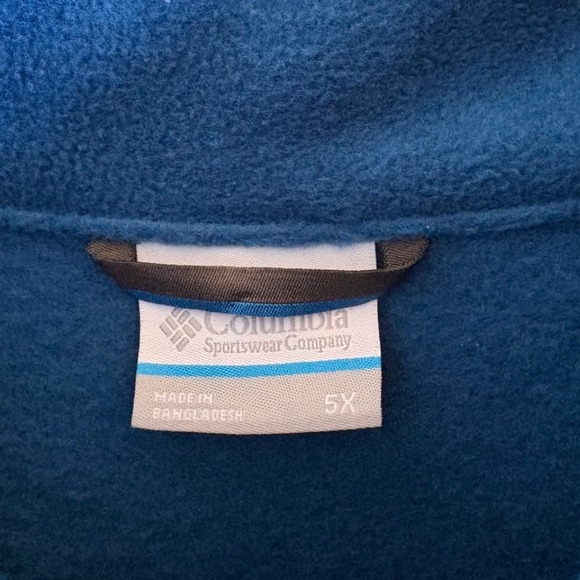 Columbia
Sportswear Company
MADE IN
BANGLADESH
5X